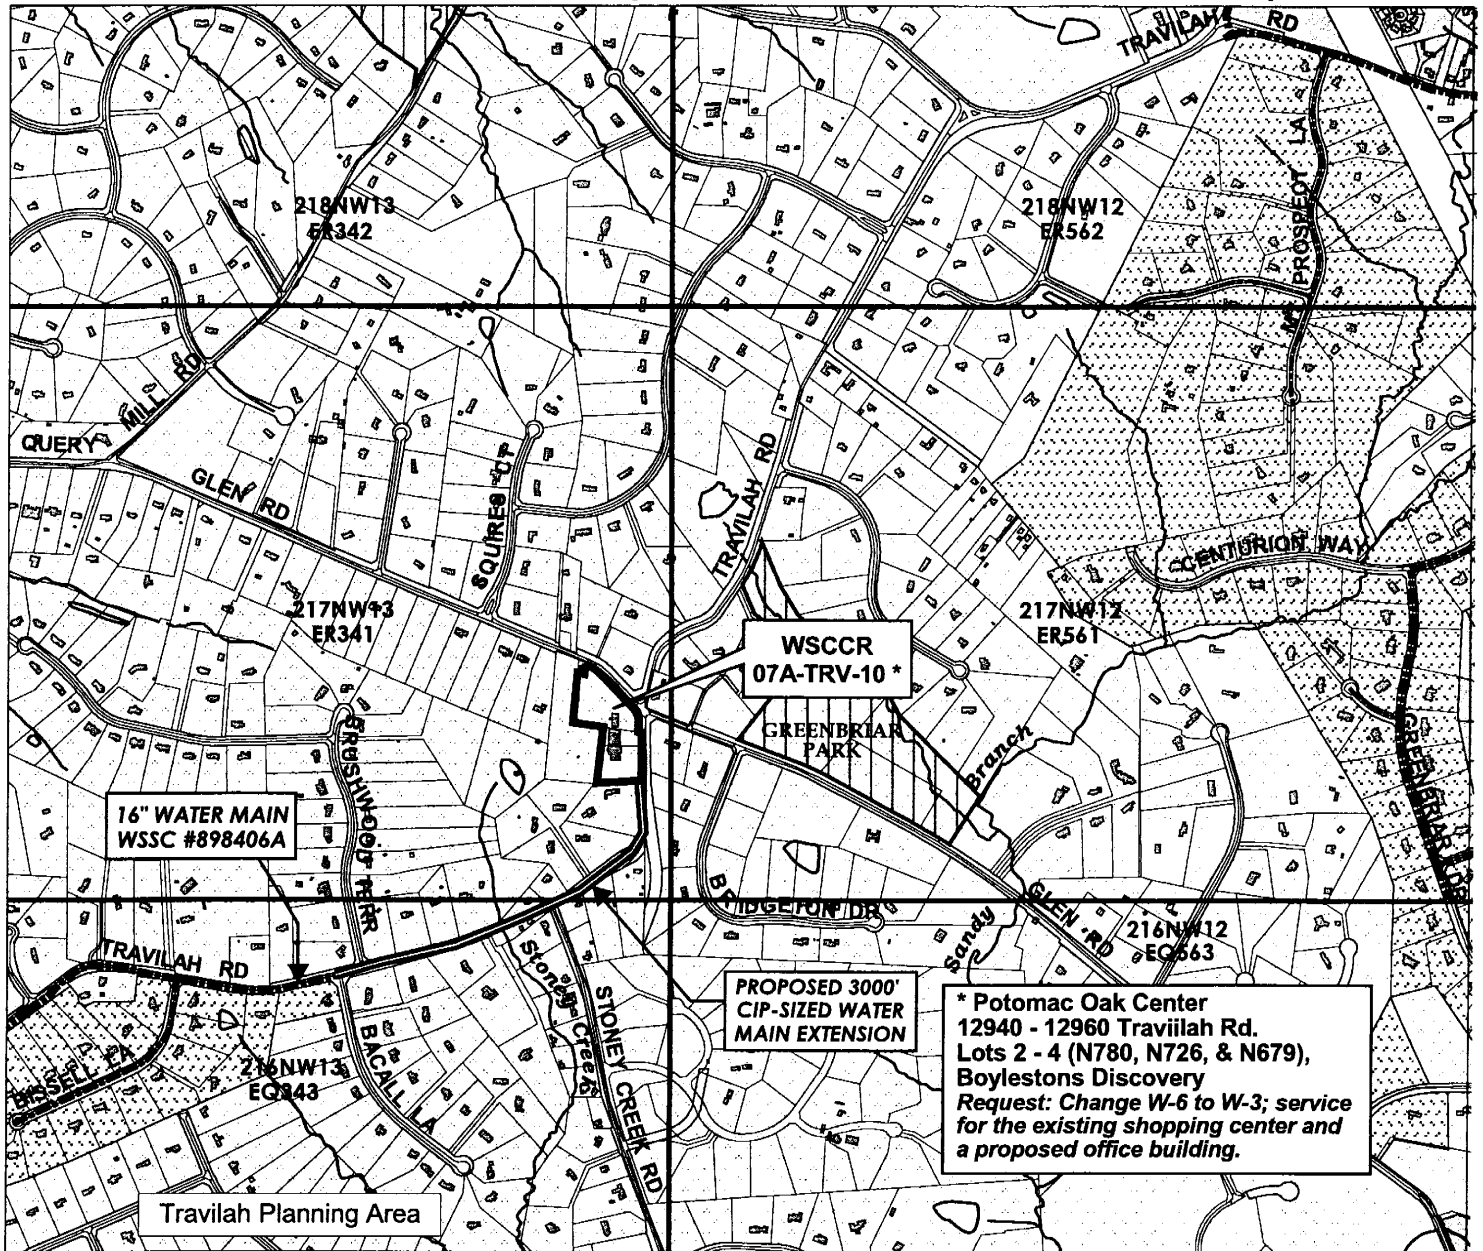 TRAVILAH RD
218NW13
ER342
218NW12
ER562
MT PROSPECT LA
QUERY MILL RD
GLEN RD
SQUIRES CT
TRAVILAH RD
CENTURION WAY
217NW13
ER341
217NW12
ER561
WSCCR
07A-TRV-10 *
GREENBRIAR
PARK
Sandy Branch
GREENBRIAR DR
BRUSHWOOD TERR
16" WATER MAIN
WSSC #898406A
BRIDGETON DR
GLEN RD
216NW12
EQ563
TRAVILAH RD
Stoney Creek
STONEY CREEK RD
BISSELL LA
BACALL LA
216NW13
EQ343
PROPOSED 3000'
CIP-SIZED WATER
MAIN EXTENSION
* Potomac Oak Center
12940 - 12960 Traviilah Rd.
Lots 2 - 4 (N780, N726, & N679),
Boylestons Discovery
Request: Change W-6 to W-3; service
for the existing shopping center and
a proposed office building.
Travilah Planning Area